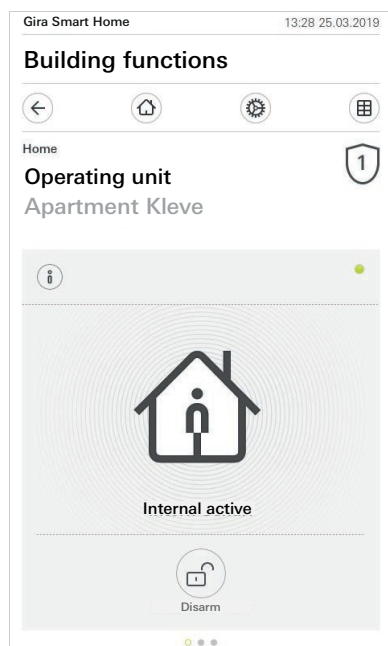 Gira Smart Home 13:28 25.03.2019
Building functions
Home
1
Operating unit
Apartment Kleve
Internal active
Disarm